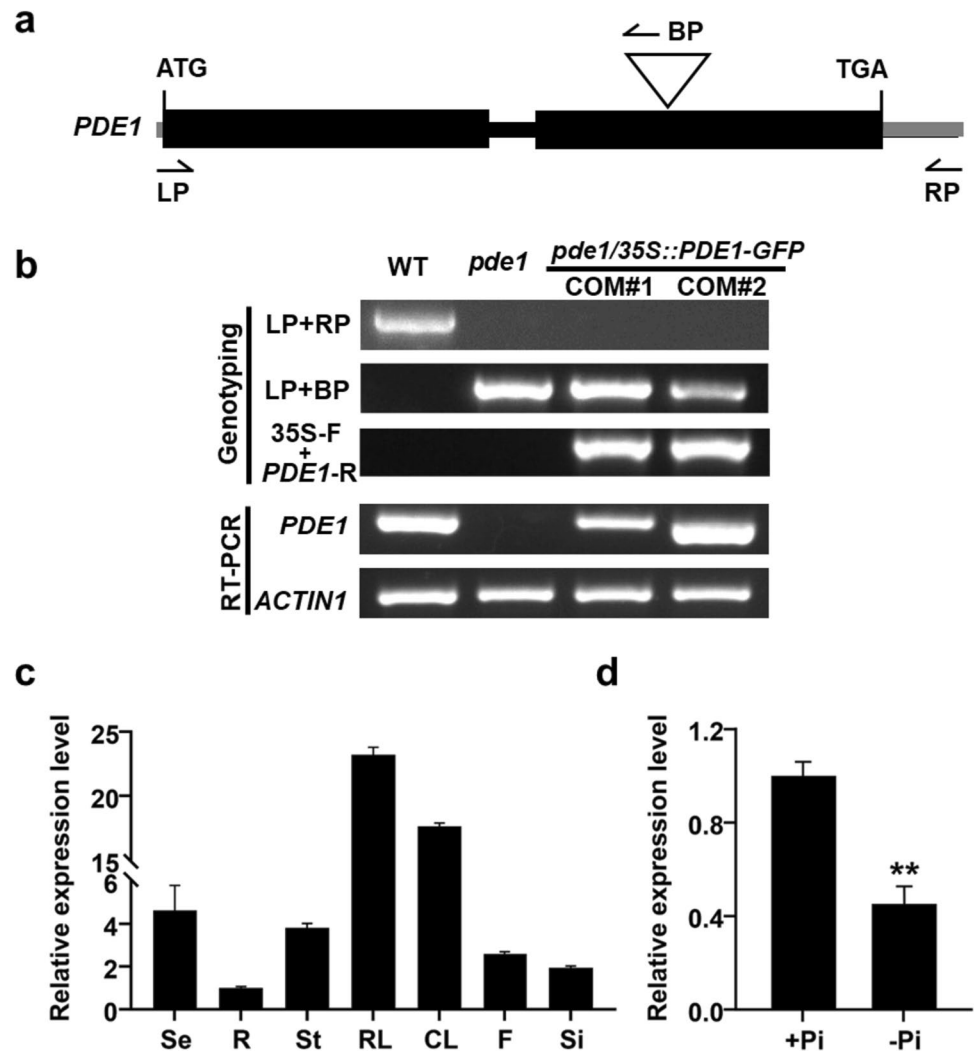 a
BP
ATG
TGA
PDE1
LP
RP
b
WT
pde1
pde1/35S::PDE1-GFP
COM#1
COM#2
Genotyping
LP+RP
LP+BP
35S-F
+
PDE1-R
RT-PCR
PDE1
ACTIN1
c
Relative expression level
25
20
15
6
4
2
0
Se R St RL CL F Si
d
Relative expression level
1.2
0.8
0.4
0.0
**
+Pi -Pi